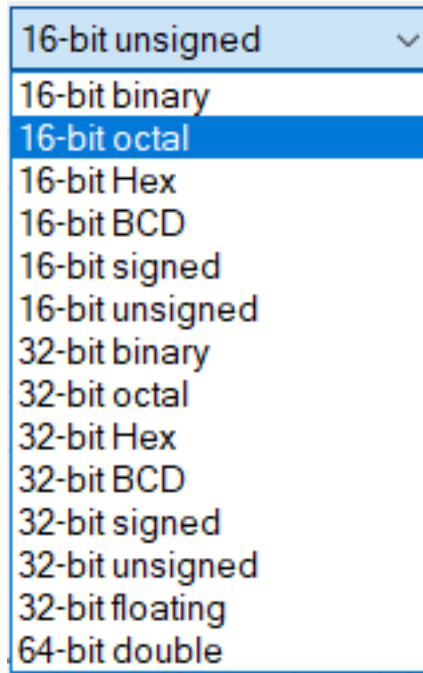 16-bit unsigned
16-bit binary
16-bit octal
16-bit Hex
16-bit BCD
16-bit signed
16-bit unsigned
32-bit binary
32-bit octal
32-bit Hex
32-bit BCD
32-bit signed
32-bit unsigned
32-bit floating
64-bit double